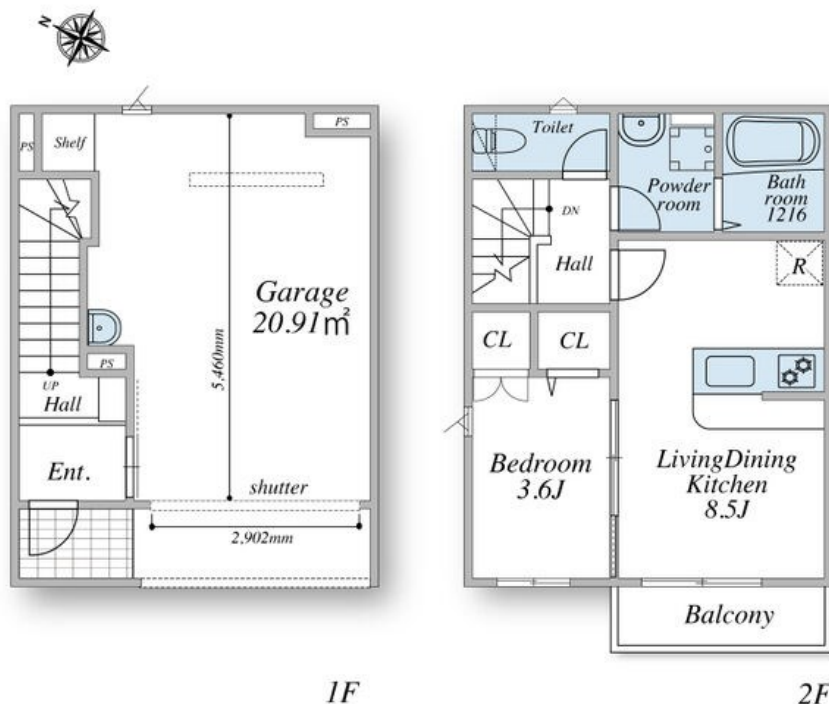 N
PS
Shelf
PS
Garage
20.91㎡
5,460mm
PS
UP
Hall
Ent.
shutter
2,902mm
1F
Toilet
Powder
room
Bath
room
1216
DN
Hall
R
CL
CL
Bedroom
3.6J
LivingDining
Kitchen
8.5J
Balcony
2F